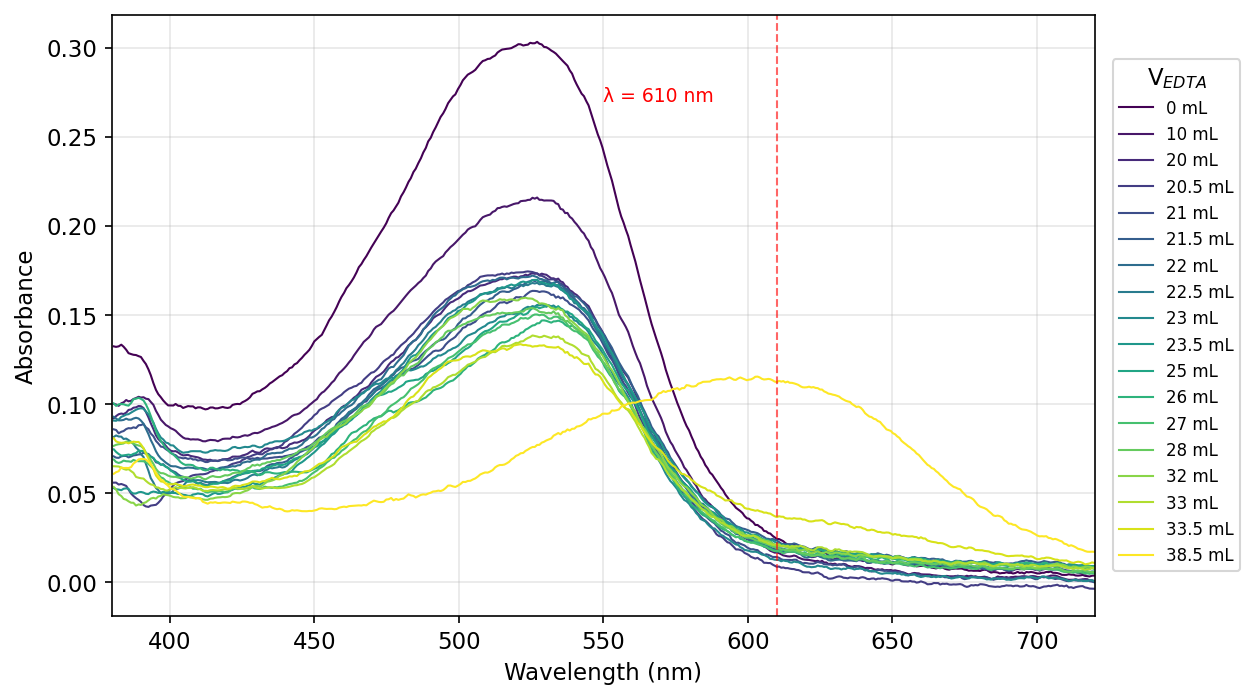 0.30
0.25
0.20
0.15
0.10
0.05
0.00
Absorbance
400
450
500
550
600
650
700
Wavelength (nm)
λ = 610 nm
V_EDTA
0 mL
10 mL
20 mL
20.5 mL
21 mL
21.5 mL
22 mL
22.5 mL
23 mL
23.5 mL
25 mL
26 mL
27 mL
28 mL
32 mL
33 mL
33.5 mL
38.5 mL